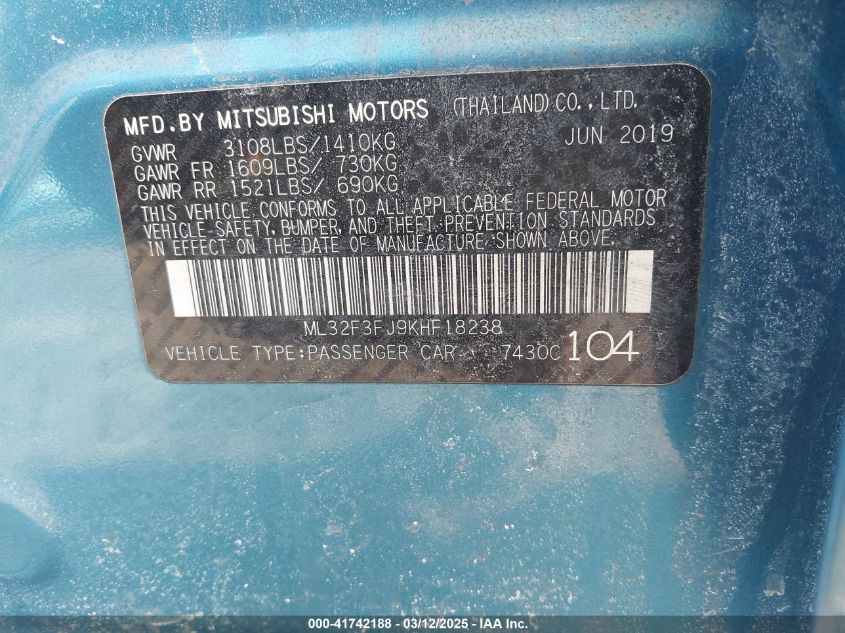 MFD.BY MITSUBISHI MOTORS (THAILAND)CO.,LTD.
GVWR 3108LBS/1410KG JUN 2019
GAWR FR 1609LBS/ 730KG
GAWR RR 1521LBS/ 690KG
THIS VEHICLE CONFORMS TO ALL APPLICABLE FEDERAL MOTOR
VEHICLE SAFETY, BUMPER, AND THEFT PREVENTION STANDARDS
IN EFFECT ON THE DATE OF MANUFACTURE SHOWN ABOVE.
ML32F3FJ9KHF18238
VEHICLE TYPE:PASSENGER CAR 7430C 104
000-41742188 - 03/12/2025 - IAA Inc.